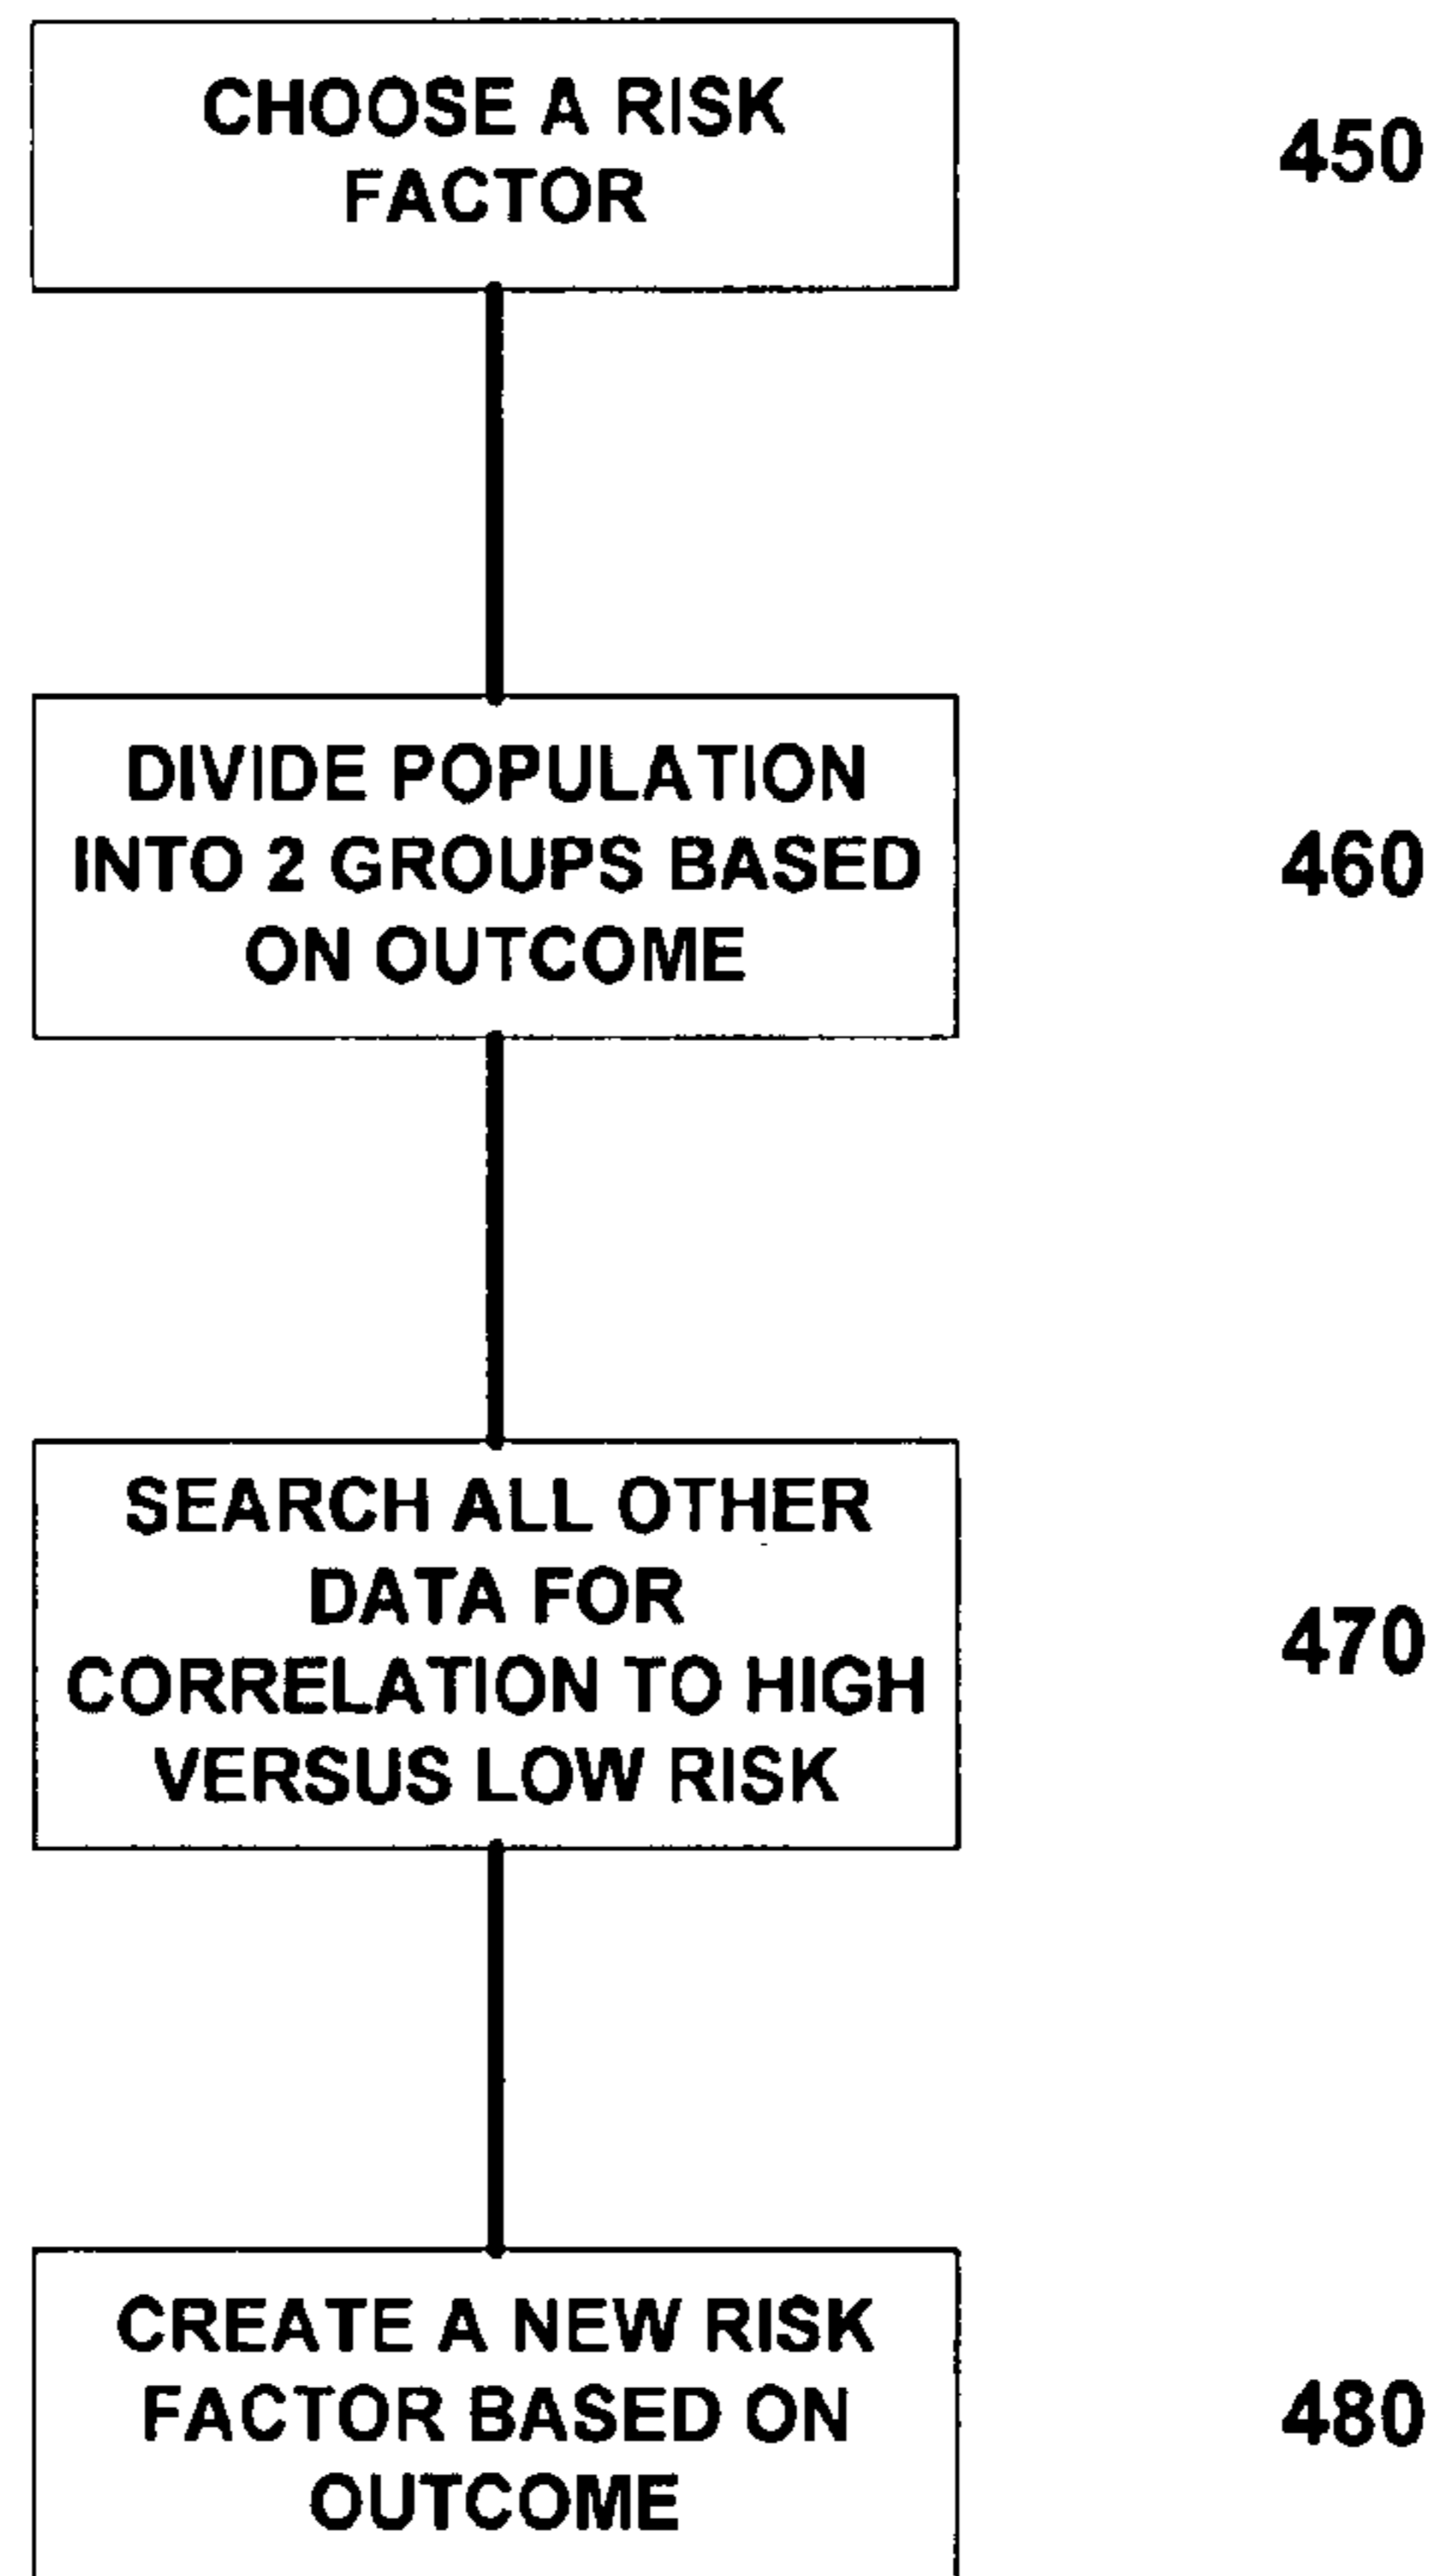 CHOOSE A RISK
FACTOR
450
DIVIDE POPULATION
INTO 2 GROUPS BASED
ON OUTCOME
460
SEARCH ALL OTHER
DATA FOR
CORRELATION TO HIGH
VERSUS LOW RISK
470
CREATE A NEW RISK
FACTOR BASED ON
OUTCOME
480